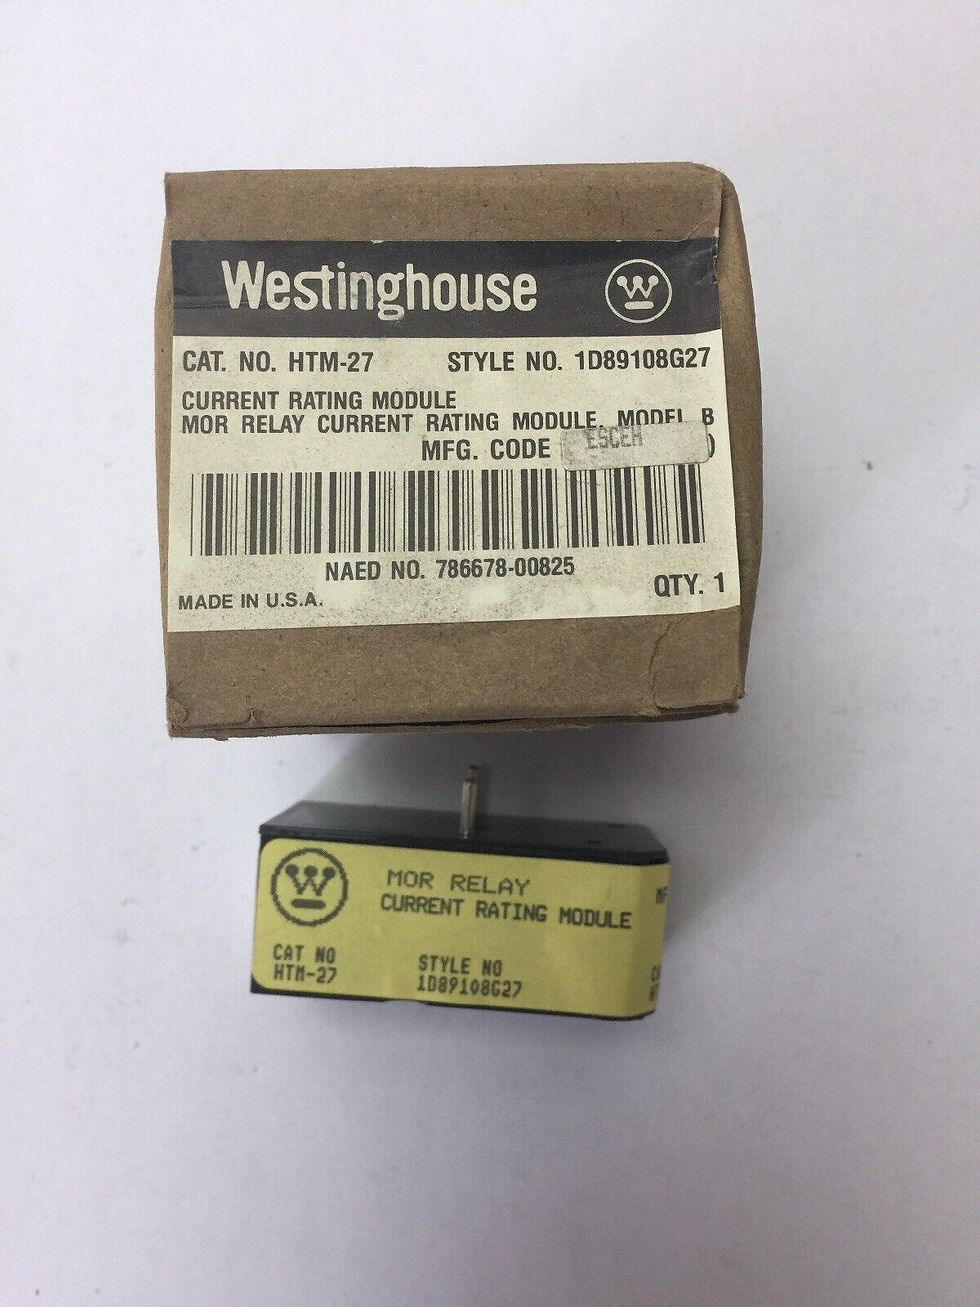 Westinghouse W
CAT. NO. HTM-27 STYLE NO. 1D89108G27
CURRENT RATING MODULE
MOR RELAY CURRENT RATING MODULE, MODEL B
MFG. CODE ESCEH
NAED NO. 786678-00825
QTY. 1
MADE IN U.S.A.
W
MOR RELAY
CURRENT RATING MODULE
CAT NO STYLE NO
HTM-27 1D89108G27